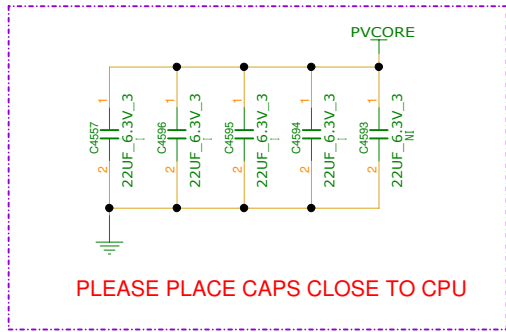 PVCORE
1
C4557
22UF_6.3V_3
I
2
1
C4596
22UF_6.3V_3
I
2
1
C4595
22UF_6.3V_3
I
2
1
C4594
22UF_6.3V_3
I
2
1
C4593
22UF_6.3V_3
NI
2
PLEASE PLACE CAPS CLOSE TO CPU